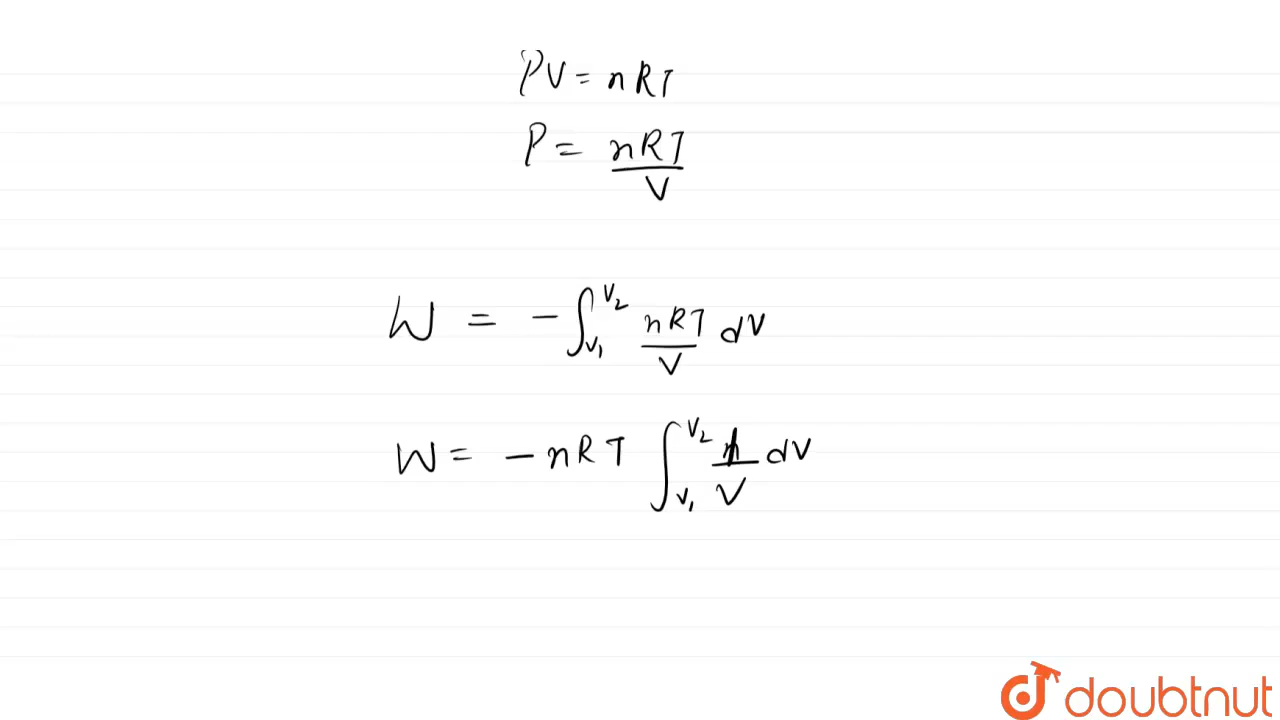 PV = nRT
P = nRT/V
W = -∫_{V₁}^{V₂} nRT/V dV
W = -nRT ∫_{V₁}^{V₂} 1/V dV
doubtnut